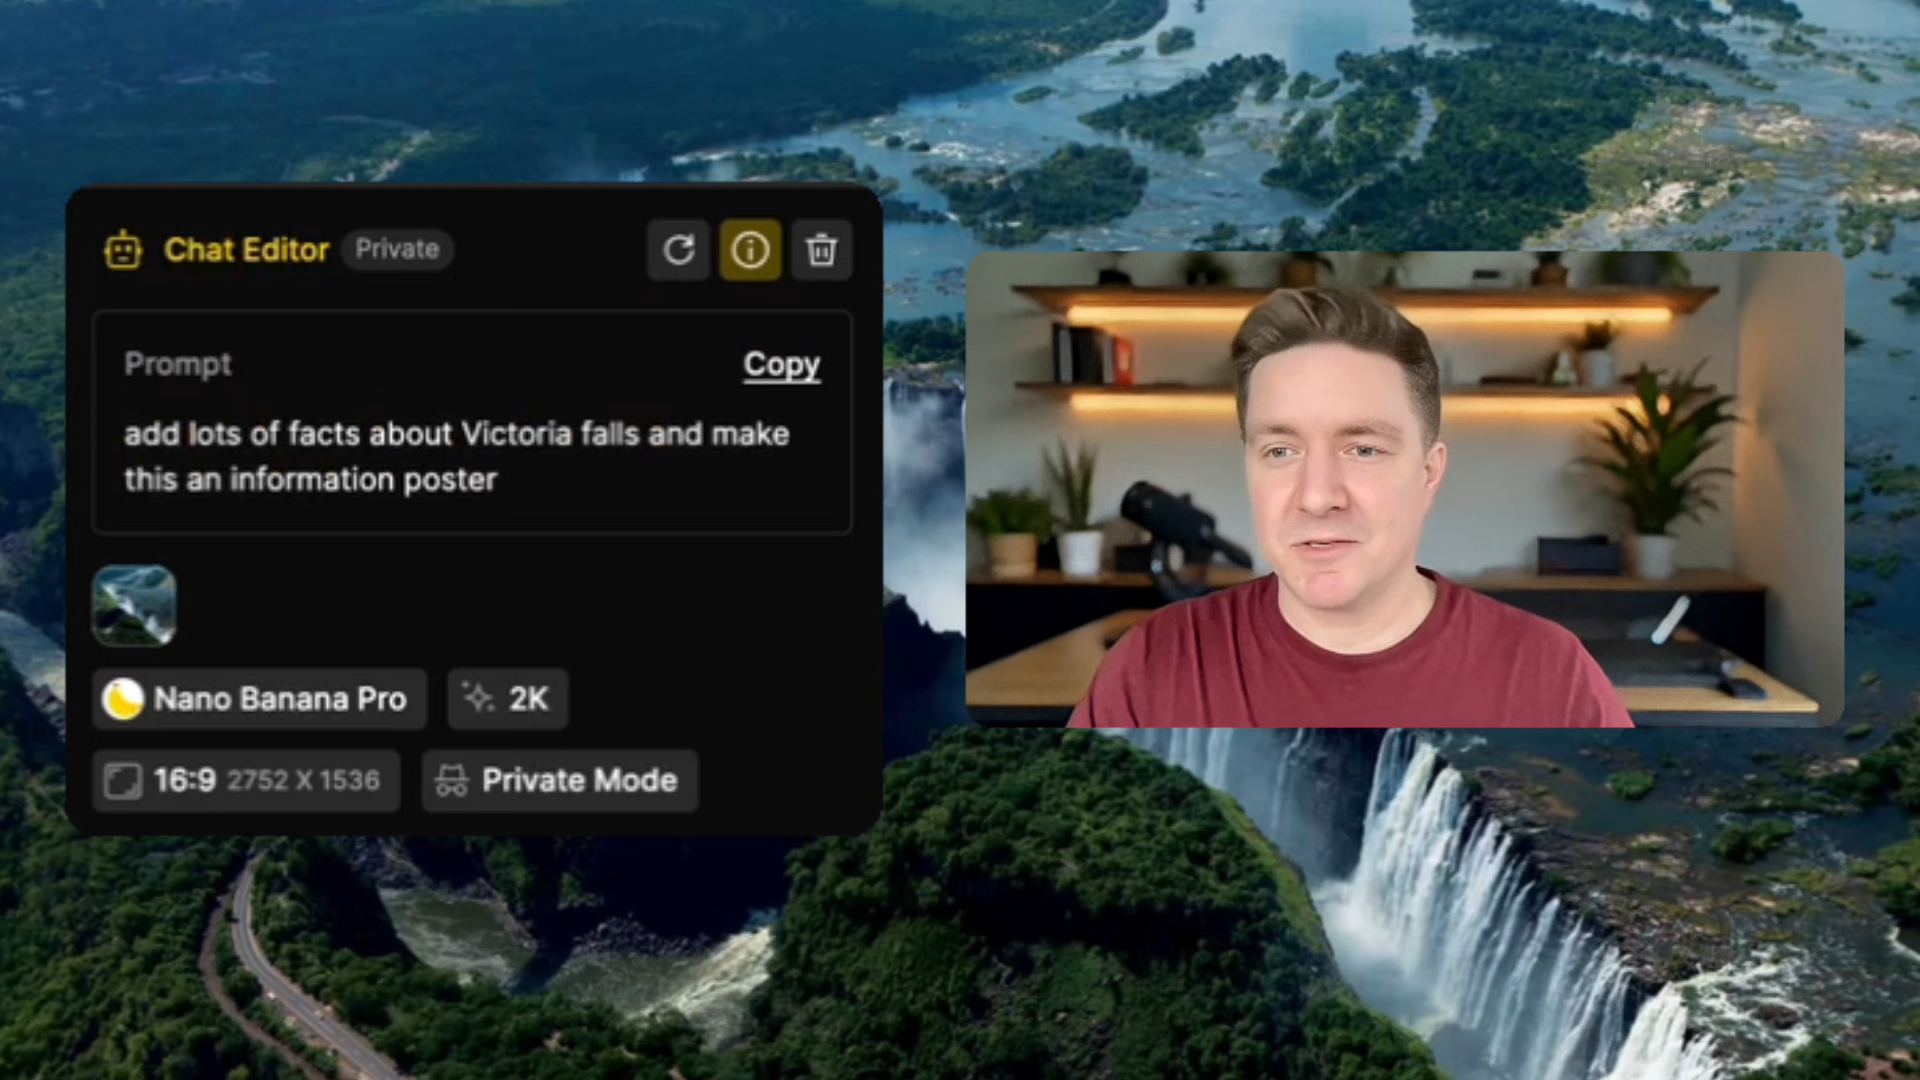 Chat Editor Private
Prompt Copy
add lots of facts about Victoria falls and make
this an information poster
Nano Banana Pro 2K
16:9 2752 X 1536 Private Mode